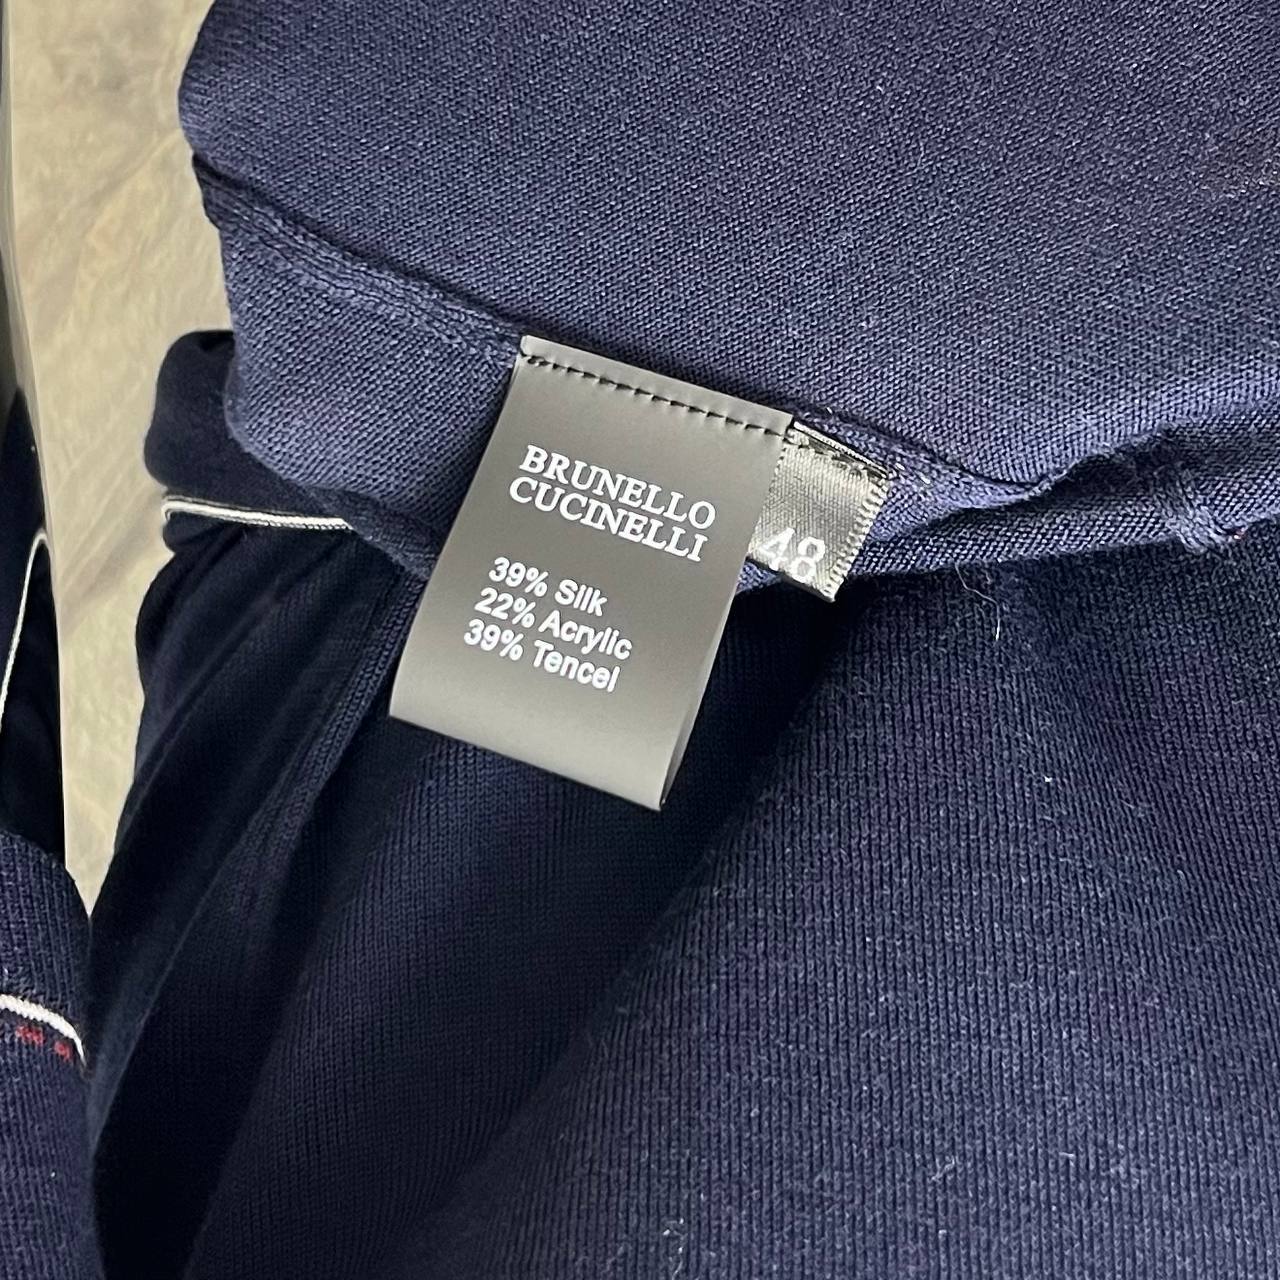 BRUNELLO
CUCINELLI
39% Silk
22% Acrylic
39% Tencel
48